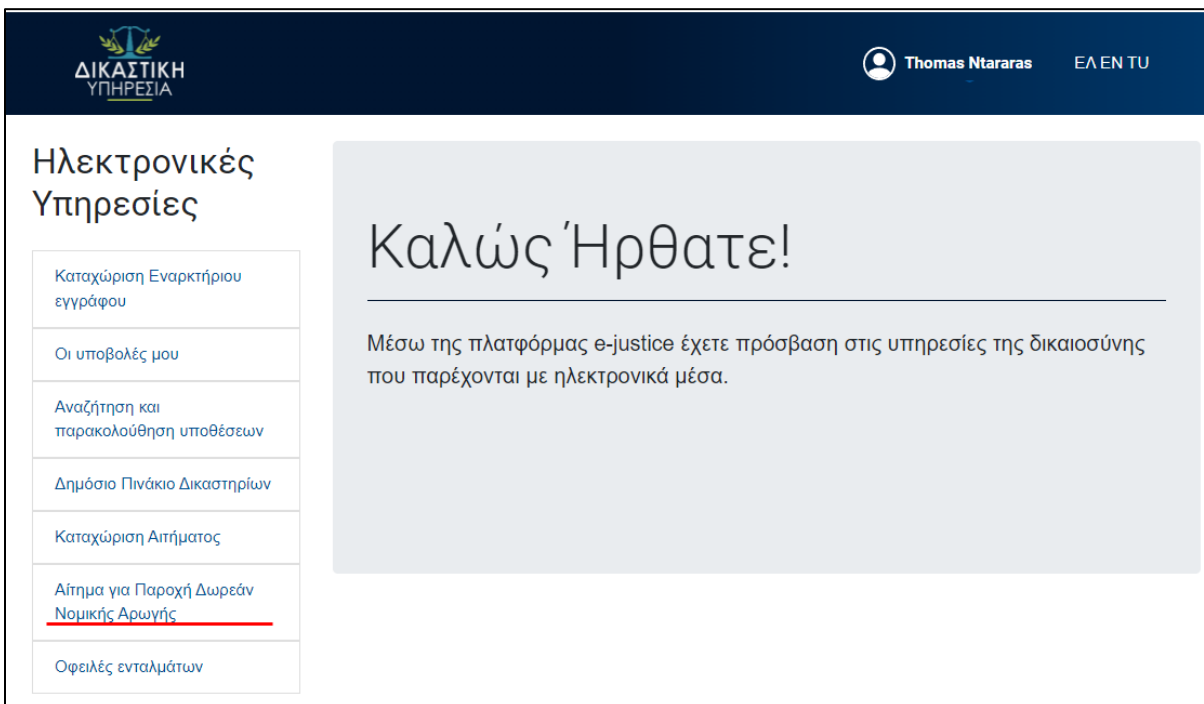 ΔΙΚΑΣΤΙΚΗ
ΥΠΗΡΕΣΙΑ
Thomas Ntararas
ΕΛ EN TU
Ηλεκτρονικές
Υπηρεσίες
Καταχώριση Εναρκτήριου
εγγράφου
Οι υποβολές μου
Αναζήτηση και
παρακολούθηση υποθέσεων
Δημόσιο Πινάκιο Δικαστηρίων
Καταχώριση Αιτήματος
Αίτημα για Παροχή Δωρεάν
Νομικής Αρωγής
Οφειλές ενταλμάτων
Καλώς Ήρθατε!
Μέσω της πλατφόρμας e-justice έχετε πρόσβαση στις υπηρεσίες της δικαιοσύνης
που παρέχονται με ηλεκτρονικά μέσα.